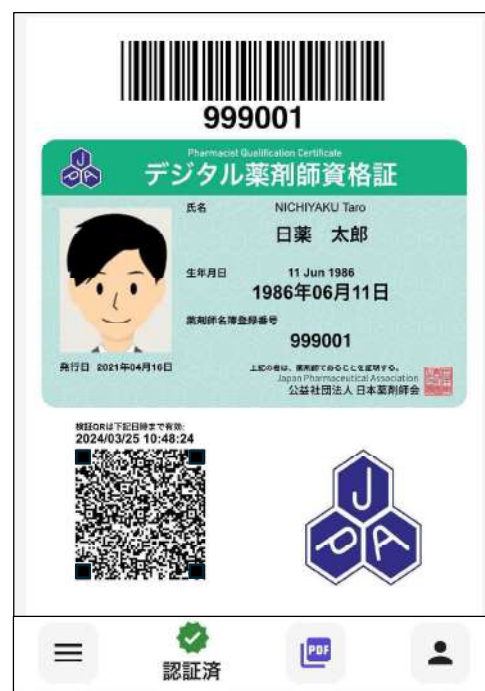 999001
Pharmacist Qualification Certificate
デジタル薬剤師資格証
氏名
NICHIYAKU Taro
日薬 太郎
生年月日
11 Jun 1986
1986年06月11日
薬剤師名簿登録番号
999001
発行日 2021年04月16日
上記の者は、薬剤師であることを証明する。
Japan Pharmaceutical Association
公益社団法人 日本薬剤師会
検証QRは下記日時まで有効:
2024/03/25 10:48:24
J
P A
PDF
認証済